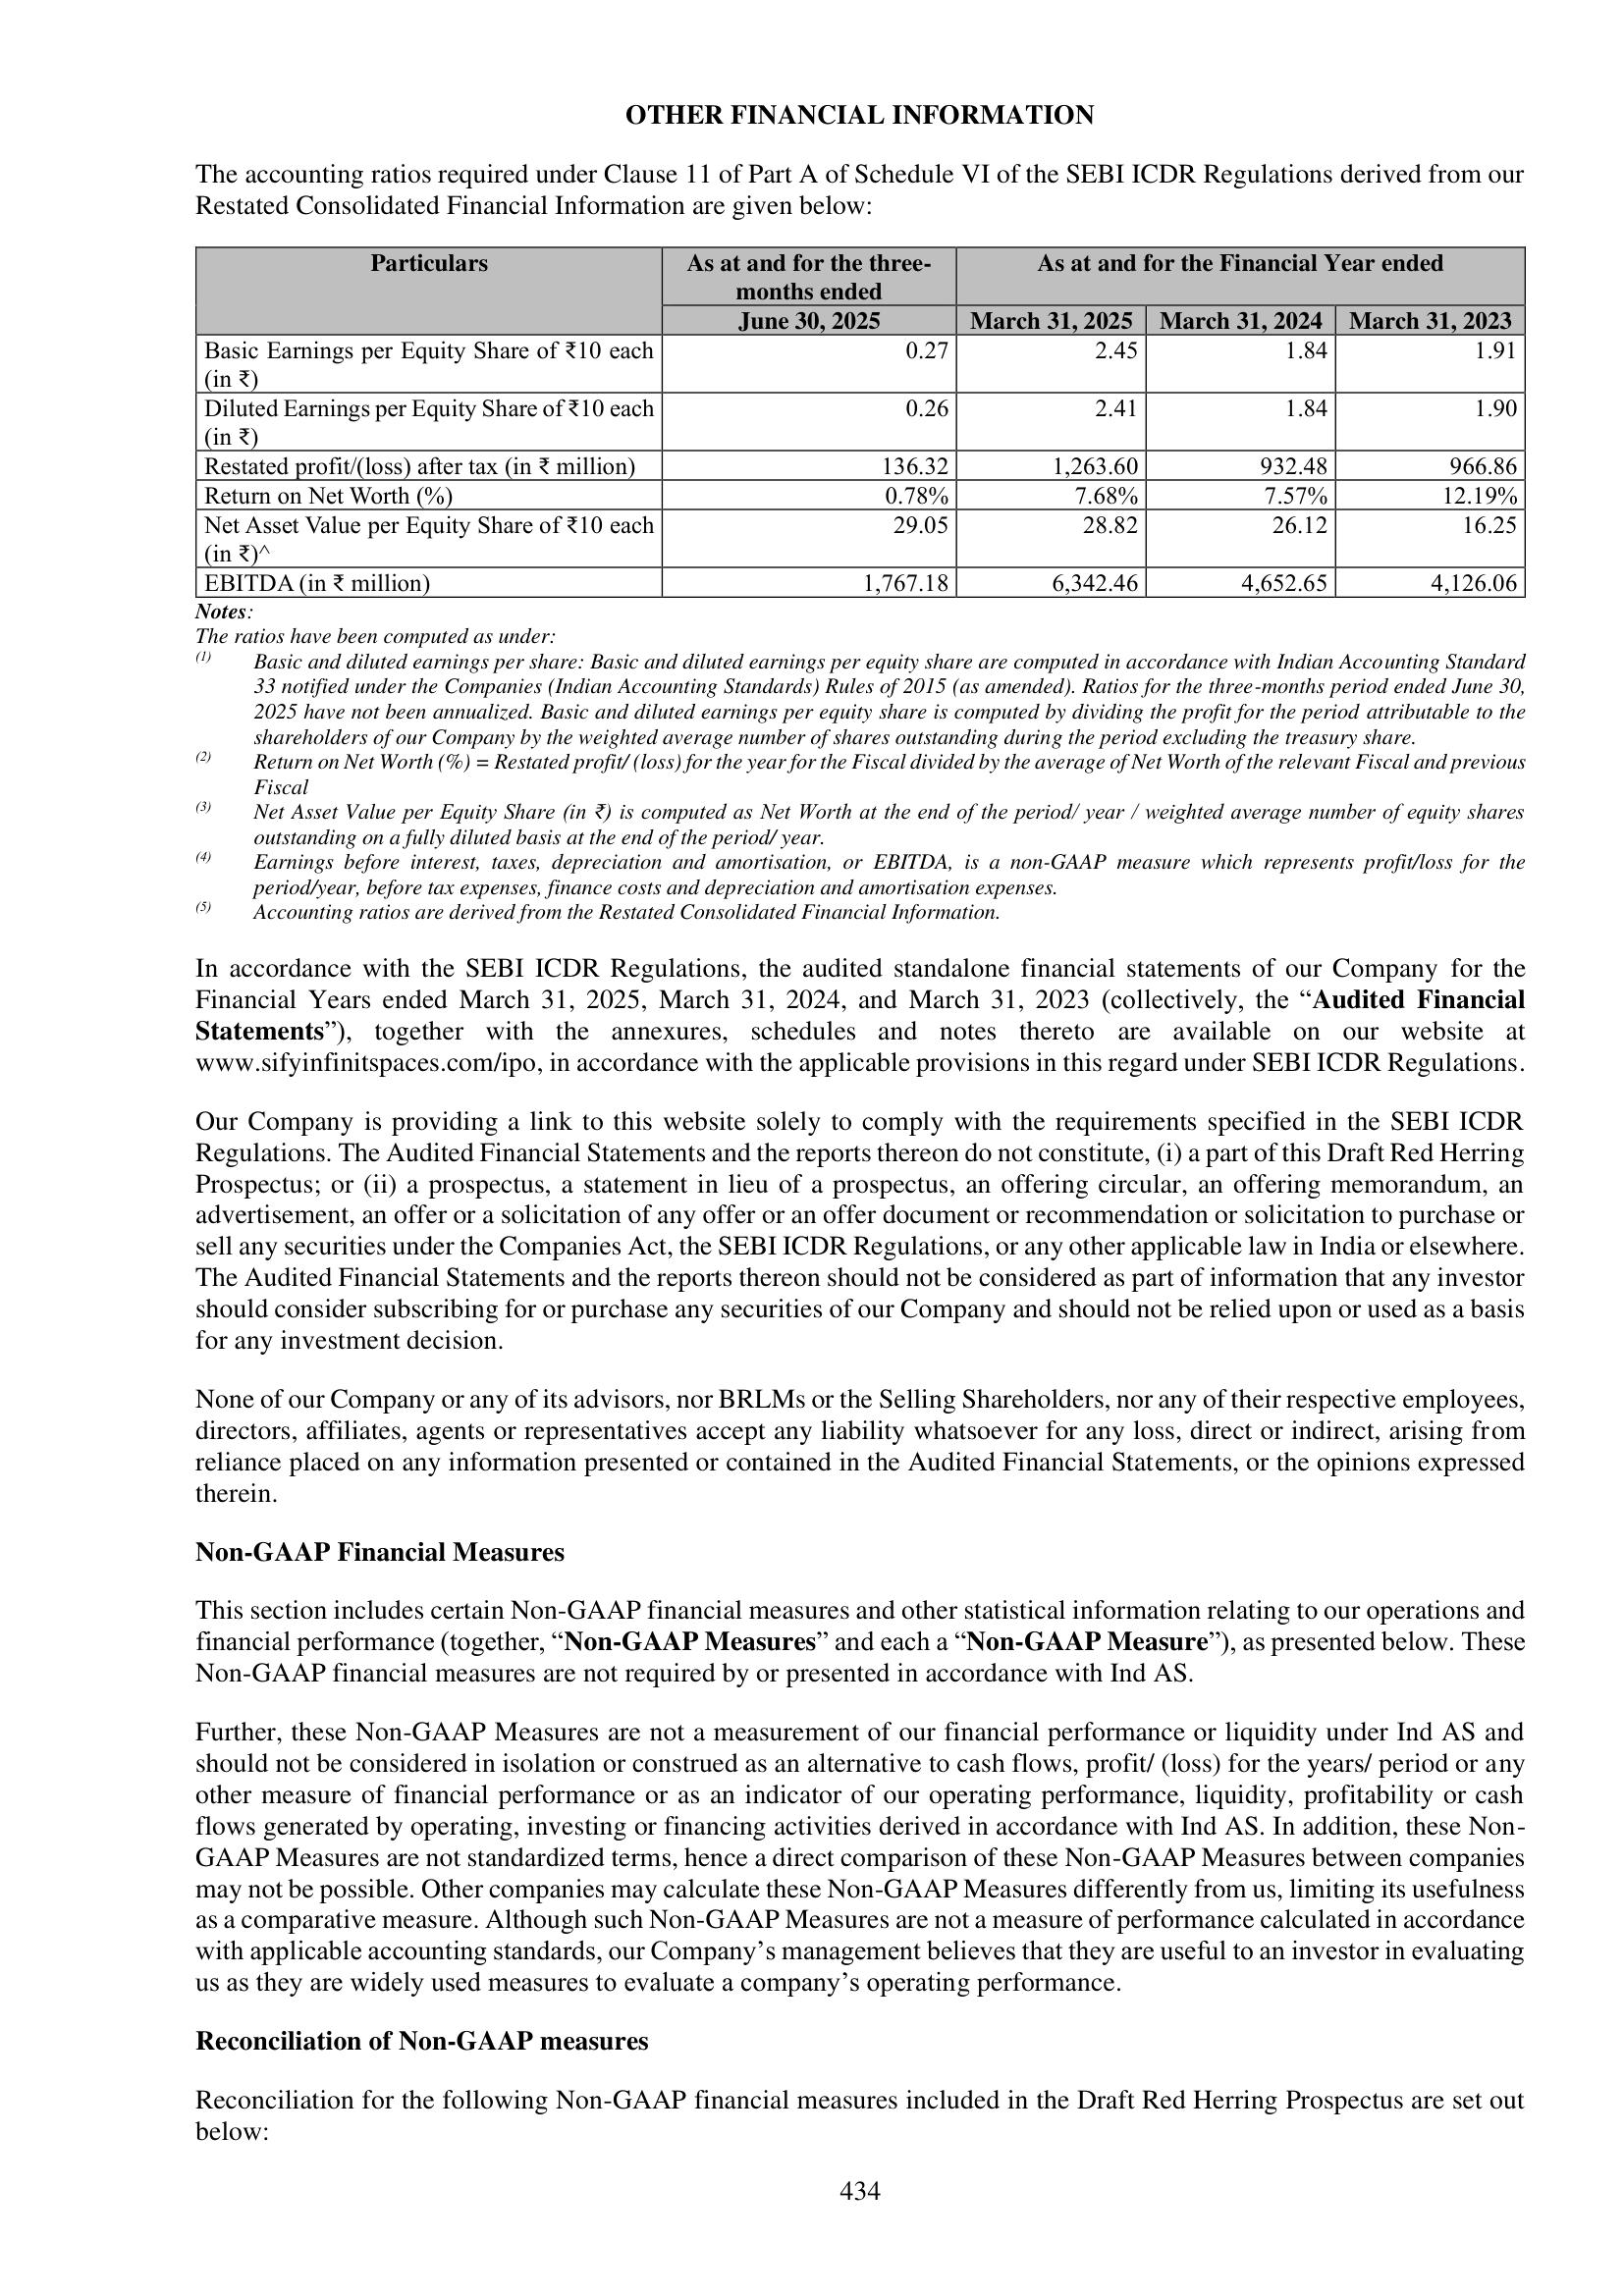 OTHER FINANCIAL INFORMATION
The accounting ratios required under Clause 11 of Part A of Schedule VI of the SEBI ICDR Regulations derived from our
Restated Consolidated Financial Information are given below:
Particulars As at and for the three- As at and for the Financial Year ended
months ended
June 30, 2025 March 31, 2025 March 31, 2024 March 31, 2023
Basic Earnings per Equity Share of ₹10 each 0.27 2.45 1.84 1.91
(in ₹)
Diluted Earnings per Equity Share of ₹10 each 0.26 2.41 1.84 1.90
(in ₹)
Restated profit/(loss) after tax (in ₹ million) 136.32 1,263.60 932.48 966.86
Return on Net Worth (%) 0.78% 7.68% 7.57% 12.19%
Net Asset Value per Equity Share of ₹10 each 29.05 28.82 26.12 16.25
(in ₹)^
EBITDA (in ₹ million) 1,767.18 6,342.46 4,652.65 4,126.06
Notes:
The ratios have been computed as under:
(1) Basic and diluted earnings per share: Basic and diluted earnings per equity share are computed in accordance with Indian Accounting Standard
33 notified under the Companies (Indian Accounting Standards) Rules of 2015 (as amended). Ratios for the three-months period ended June 30,
2025 have not been annualized. Basic and diluted earnings per equity share is computed by dividing the profit for the period attributable to the
shareholders of our Company by the weighted average number of shares outstanding during the period excluding the treasury share.
(2) Return on Net Worth (%) = Restated profit/ (loss) for the year for the Fiscal divided by the average of Net Worth of the relevant Fiscal and previous
Fiscal
(3) Net Asset Value per Equity Share (in ₹) is computed as Net Worth at the end of the period/ year / weighted average number of equity shares
outstanding on a fully diluted basis at the end of the period/ year.
(4) Earnings before interest, taxes, depreciation and amortisation, or EBITDA, is a non-GAAP measure which represents profit/loss for the
period/year, before tax expenses, finance costs and depreciation and amortisation expenses.
(5) Accounting ratios are derived from the Restated Consolidated Financial Information.
In accordance with the SEBI ICDR Regulations, the audited standalone financial statements of our Company for the
Financial Years ended March 31, 2025, March 31, 2024, and March 31, 2023 (collectively, the “Audited Financial
Statements”), together with the annexures, schedules and notes thereto are available on our website at
www.sifyinfinitspaces.com/ipo, in accordance with the applicable provisions in this regard under SEBI ICDR Regulations.
Our Company is providing a link to this website solely to comply with the requirements specified in the SEBI ICDR
Regulations. The Audited Financial Statements and the reports thereon do not constitute, (i) a part of this Draft Red Herring
Prospectus; or (ii) a prospectus, a statement in lieu of a prospectus, an offering circular, an offering memorandum, an
advertisement, an offer or a solicitation of any offer or an offer document or recommendation or solicitation to purchase or
sell any securities under the Companies Act, the SEBI ICDR Regulations, or any other applicable law in India or elsewhere.
The Audited Financial Statements and the reports thereon should not be considered as part of information that any investor
should consider subscribing for or purchase any securities of our Company and should not be relied upon or used as a basis
for any investment decision.
None of our Company or any of its advisors, nor BRLMs or the Selling Shareholders, nor any of their respective employees,
directors, affiliates, agents or representatives accept any liability whatsoever for any loss, direct or indirect, arising from
reliance placed on any information presented or contained in the Audited Financial Statements, or the opinions expressed
therein.
Non-GAAP Financial Measures
This section includes certain Non-GAAP financial measures and other statistical information relating to our operations and
financial performance (together, “Non-GAAP Measures” and each a “Non-GAAP Measure”), as presented below. These
Non-GAAP financial measures are not required by or presented in accordance with Ind AS.
Further, these Non-GAAP Measures are not a measurement of our financial performance or liquidity under Ind AS and
should not be considered in isolation or construed as an alternative to cash flows, profit/ (loss) for the years/ period or any
other measure of financial performance or as an indicator of our operating performance, liquidity, profitability or cash
flows generated by operating, investing or financing activities derived in accordance with Ind AS. In addition, these Non-
GAAP Measures are not standardized terms, hence a direct comparison of these Non-GAAP Measures between companies
may not be possible. Other companies may calculate these Non-GAAP Measures differently from us, limiting its usefulness
as a comparative measure. Although such Non-GAAP Measures are not a measure of performance calculated in accordance
with applicable accounting standards, our Company’s management believes that they are useful to an investor in evaluating
us as they are widely used measures to evaluate a company’s operating performance.
Reconciliation of Non-GAAP measures
Reconciliation for the following Non-GAAP financial measures included in the Draft Red Herring Prospectus are set out
below:
434